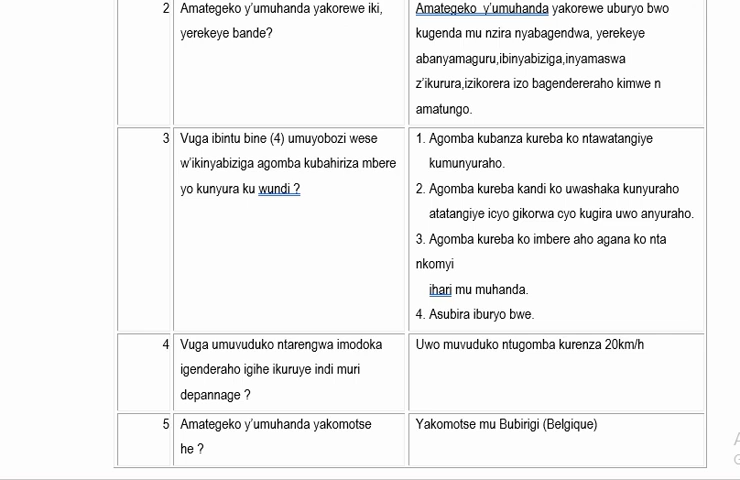 2
Amategeko y'umuhanda yakorewe iki,
yerekeye bande?
Amategeko y'umuhanda yakorewe uburyo bwo
kugenda mu nzira nyabagendwa, yerekeye
abanyamaguru,ibinyabiziga,inyamaswa
z'ikurura,izikorera izo bagendereraho kimwe n
amatungo.
3
Vuga ibintu bine (4) umuyobozi wese
w'ikinyabiziga agomba kubahiriza mbere
yo kunyura ku wundi ?
1. Agomba kubanza kureba ko ntawatangiye
kumunyuraho.
2. Agomba kureba kandi ko uwashaka kunyuraho
atatangiye icyo gikorwa cyo kugira uwo anyuraho.
3. Agomba kureba ko imbere aho agana ko nta
nkomyi
ihari mu muhanda.
4. Asubira iburyo bwe.
4
Vuga umuvuduko ntarengwa imodoka
igenderaho igihe ikuruye indi muri
depannage ?
Uwo muvuduko ntugomba kurenza 20km/h
5
Amategeko y'umuhanda yakomotse
he ?
Yakomotse mu Bubirigi (Belgique)